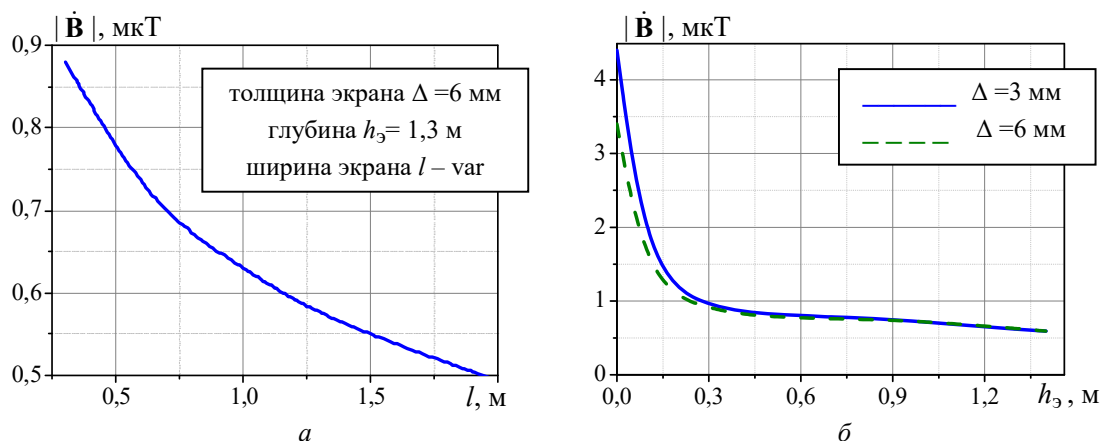 |Ḃ|, мкТ
0,9
0,8
0,7
0,6
0,5
толщина экрана Δ =6 мм
глубина hэ= 1,3 м
ширина экрана l – var
0,5 1,0 1,5 l, м
а
|Ḃ|, мкТ
4
3
2
1
0
Δ =3 мм
Δ =6 мм
0,0 0,3 0,6 0,9 1,2 hэ, м
б